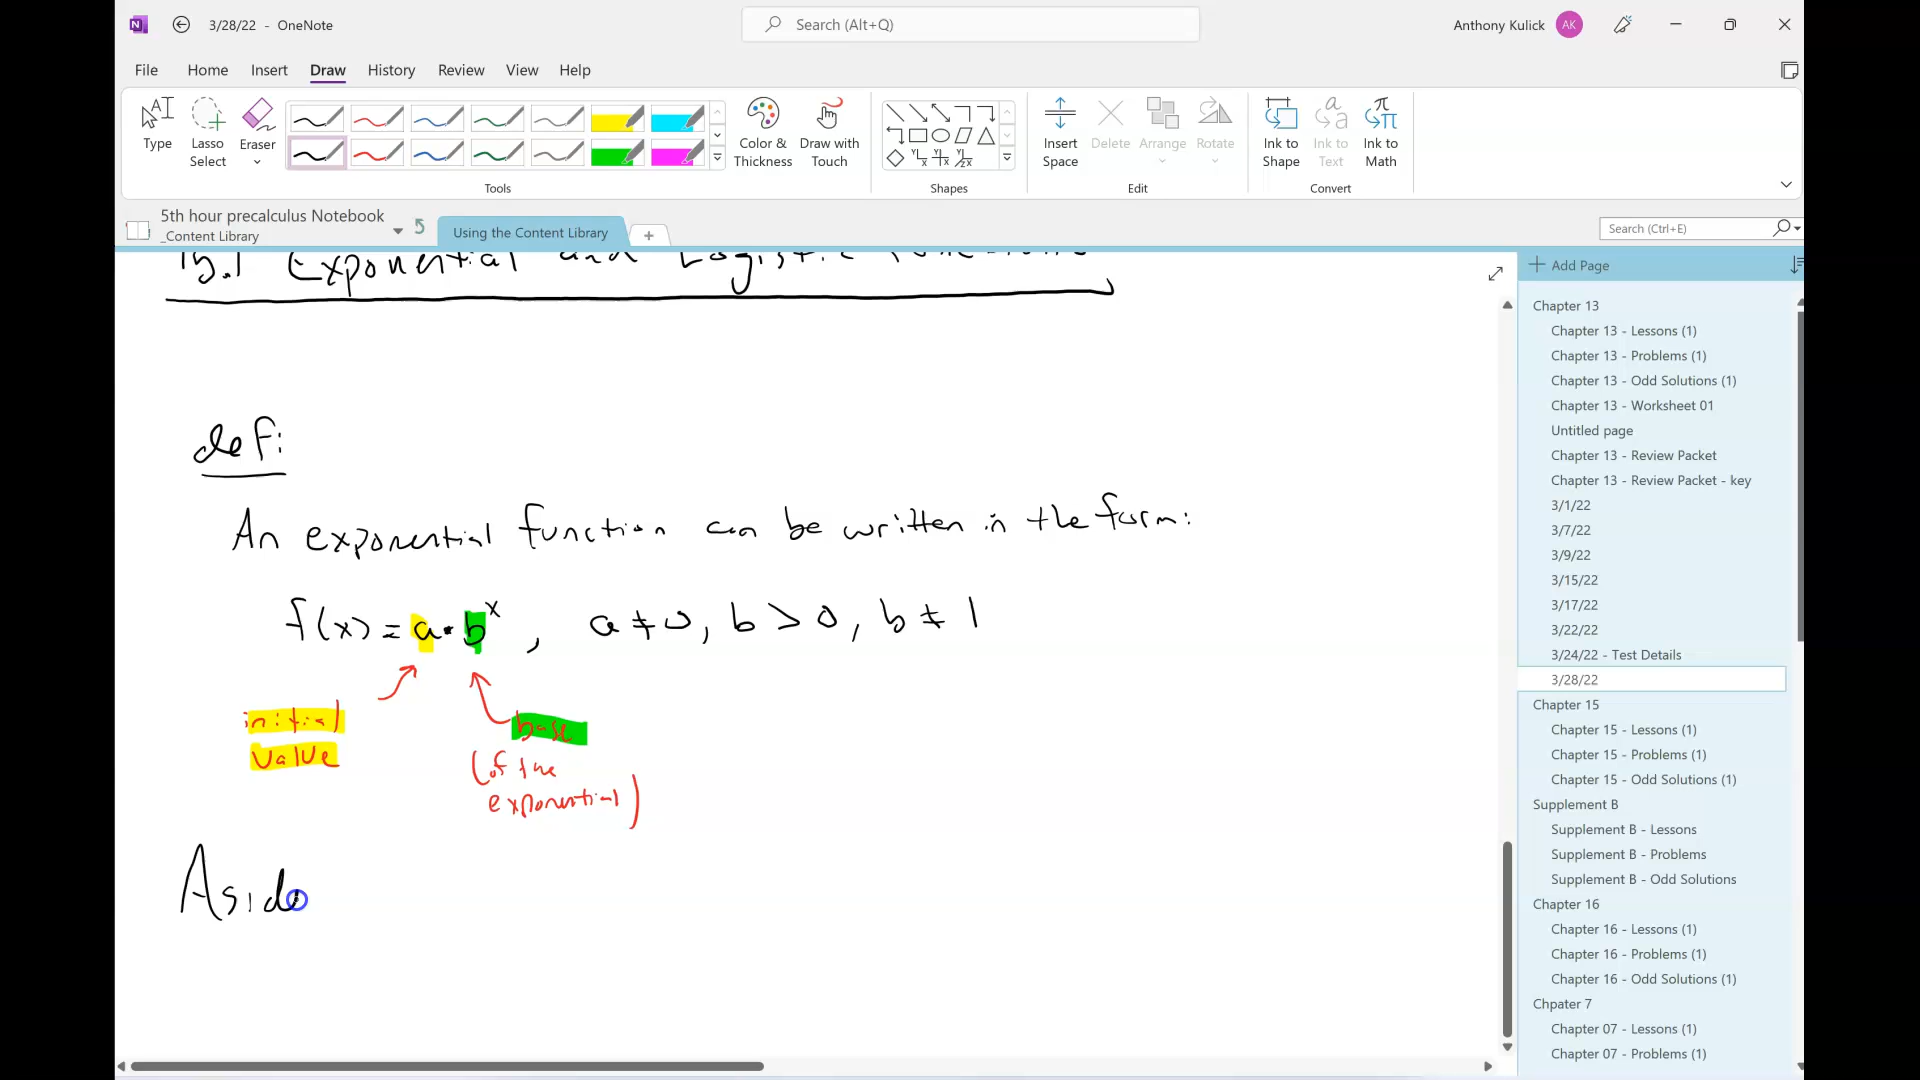 3/28/22 - OneNote
Search (Alt+Q)
Anthony Kulick
AK
File Home Insert Draw History Review View Help
Type
Lasso Select
Eraser
Color & Thickness
Draw with Touch
Insert Space
Delete
Arrange
Rotate
Ink to Shape
Ink to Text
Ink to Math
Tools
Shapes
Edit
Convert
5th hour precalculus Notebook
_Content Library
Using the Content Library
Search (Ctrl+E)
15.1 Exponential and Logistic Functions
def:
An exponential function can be written in the form:
f(x) = a · b^x , a ≠ 0, b > 0, b ≠ 1
initial
value
base
(of the
exponential)
Asid
Add Page
Chapter 13
Chapter 13 - Lessons (1)
Chapter 13 - Problems (1)
Chapter 13 - Odd Solutions (1)
Chapter 13 - Worksheet 01
Untitled page
Chapter 13 - Review Packet
Chapter 13 - Review Packet - key
3/1/22
3/7/22
3/9/22
3/15/22
3/17/22
3/22/22
3/24/22 - Test Details
3/28/22
Chapter 15
Chapter 15 - Lessons (1)
Chapter 15 - Problems (1)
Chapter 15 - Odd Solutions (1)
Supplement B
Supplement B - Lessons
Supplement B - Problems
Supplement B - Odd Solutions
Chapter 16
Chapter 16 - Lessons (1)
Chapter 16 - Problems (1)
Chapter 16 - Odd Solutions (1)
Chpater 7
Chapter 07 - Lessons (1)
Chapter 07 - Problems (1)